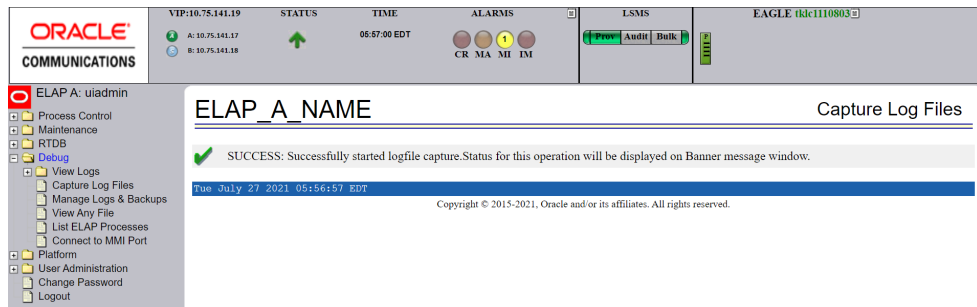 ORACLE
COMMUNICATIONS
VIP:10.75.141.19
A: 10.75.141.17
B: 10.75.141.18
STATUS
TIME
05:57:00 EDT
ALARMS
1
CR MA MI IM
LSMS
Prov Audit Bulk
EAGLE tklc1110803
P
ELAP A: uiadmin
Process Control
Maintenance
RTDB
Debug
View Logs
Capture Log Files
Manage Logs & Backups
View Any File
List ELAP Processes
Connect to MMI Port
Platform
User Administration
Change Password
Logout
ELAP_A_NAME
Capture Log Files
SUCCESS: Successfully started logfile capture.Status for this operation will be displayed on Banner message window.
Tue July 27 2021 05:56:57 EDT
Copyright © 2015-2021, Oracle and/or its affiliates. All rights reserved.